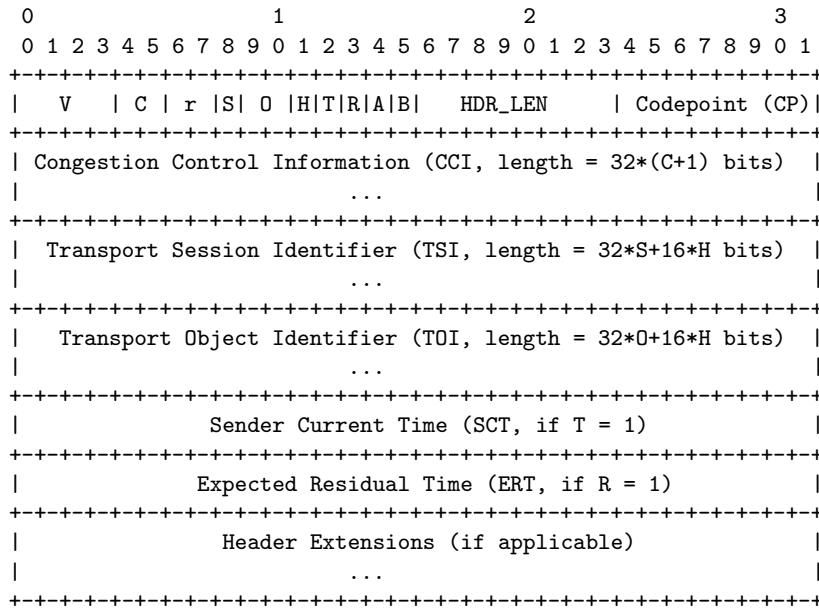 0                   1                   2                   3
0 1 2 3 4 5 6 7 8 9 0 1 2 3 4 5 6 7 8 9 0 1 2 3 4 5 6 7 8 9 0 1
+-+-+-+-+-+-+-+-+-+-+-+-+-+-+-+-+-+-+-+-+-+-+-+-+-+-+-+-+-+-+-+-+
|   V   | C | r |S| O |H|T|R|A|B|   HDR_LEN     | Codepoint (CP)|
+-+-+-+-+-+-+-+-+-+-+-+-+-+-+-+-+-+-+-+-+-+-+-+-+-+-+-+-+-+-+-+-+
| Congestion Control Information (CCI, length = 32*(C+1) bits)  |
|                          ...                                  |
+-+-+-+-+-+-+-+-+-+-+-+-+-+-+-+-+-+-+-+-+-+-+-+-+-+-+-+-+-+-+-+-+
|  Transport Session Identifier (TSI, length = 32*S+16*H bits)  |
|                          ...                                  |
+-+-+-+-+-+-+-+-+-+-+-+-+-+-+-+-+-+-+-+-+-+-+-+-+-+-+-+-+-+-+-+-+
|   Transport Object Identifier (TOI, length = 32*O+16*H bits)  |
|                          ...                                  |
+-+-+-+-+-+-+-+-+-+-+-+-+-+-+-+-+-+-+-+-+-+-+-+-+-+-+-+-+-+-+-+-+
|               Sender Current Time (SCT, if T = 1)             |
+-+-+-+-+-+-+-+-+-+-+-+-+-+-+-+-+-+-+-+-+-+-+-+-+-+-+-+-+-+-+-+-+
|              Expected Residual Time (ERT, if R = 1)           |
+-+-+-+-+-+-+-+-+-+-+-+-+-+-+-+-+-+-+-+-+-+-+-+-+-+-+-+-+-+-+-+-+
|                Header Extensions (if applicable)              |
|                          ...                                  |
+-+-+-+-+-+-+-+-+-+-+-+-+-+-+-+-+-+-+-+-+-+-+-+-+-+-+-+-+-+-+-+-+